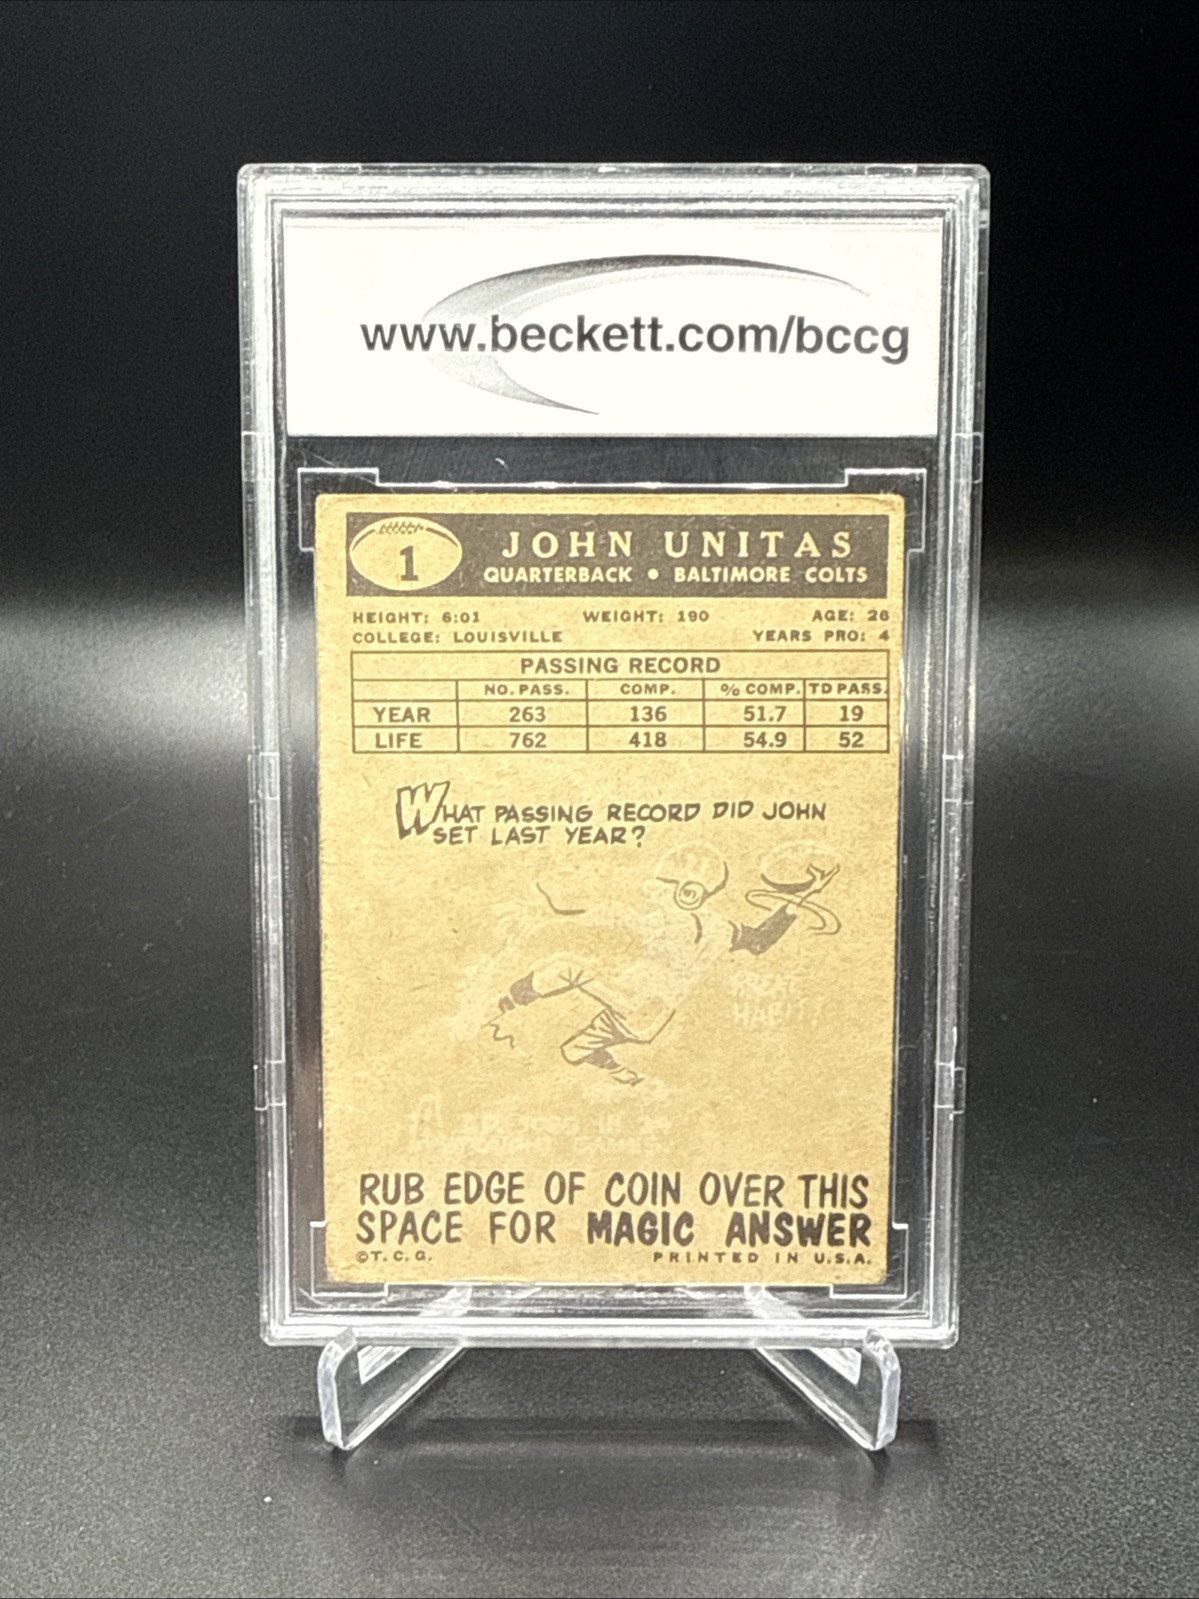 www.beckett.com/bccg
1
JOHN UNITAS
QUARTERBACK • BALTIMORE COLTS
HEIGHT: 6:01 WEIGHT: 190 AGE: 26
COLLEGE: LOUISVILLE YEARS PRO: 4
PASSING RECORD
NO. PASS. COMP. % COMP. TD PASS.
YEAR 263 136 51.7 19
LIFE 762 418 54.9 52
WHAT PASSING RECORD DID JOHN
SET LAST YEAR?
GREAT
HABIT!
RUB EDGE OF COIN OVER THIS
SPACE FOR MAGIC ANSWER
©T.C.G. PRINTED IN U.S.A.